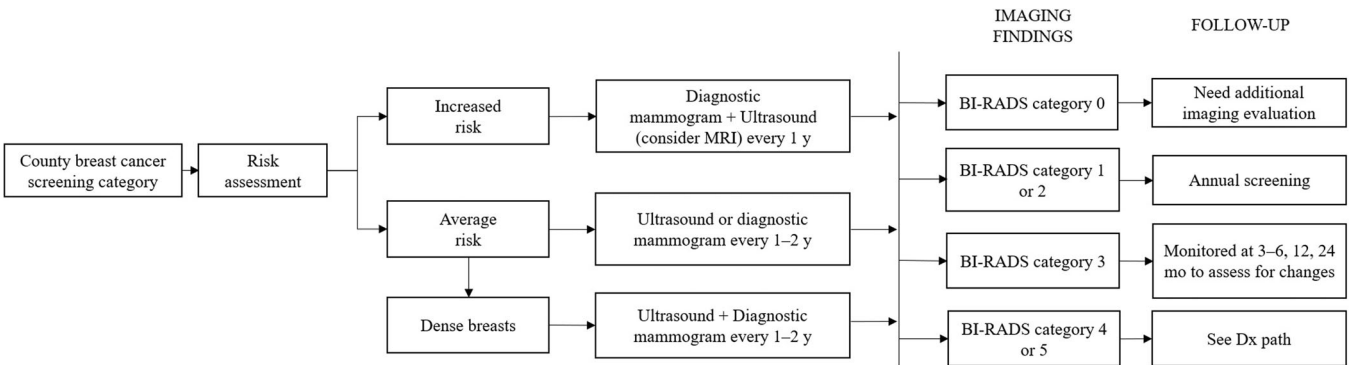 IMAGING
FINDINGS
FOLLOW-UP
County breast cancer
screening category
Risk
assessment
Increased
risk
Diagnostic
mammogram + Ultrasound
(consider MRI) every 1 y
Average
risk
Ultrasound or diagnostic
mammogram every 1–2 y
Dense breasts
Ultrasound + Diagnostic
mammogram every 1–2 y
BI-RADS category 0
Need additional
imaging evaluation
BI-RADS category 1
or 2
Annual screening
BI-RADS category 3
Monitored at 3–6, 12, 24
mo to assess for changes
BI-RADS category 4
or 5
See Dx path